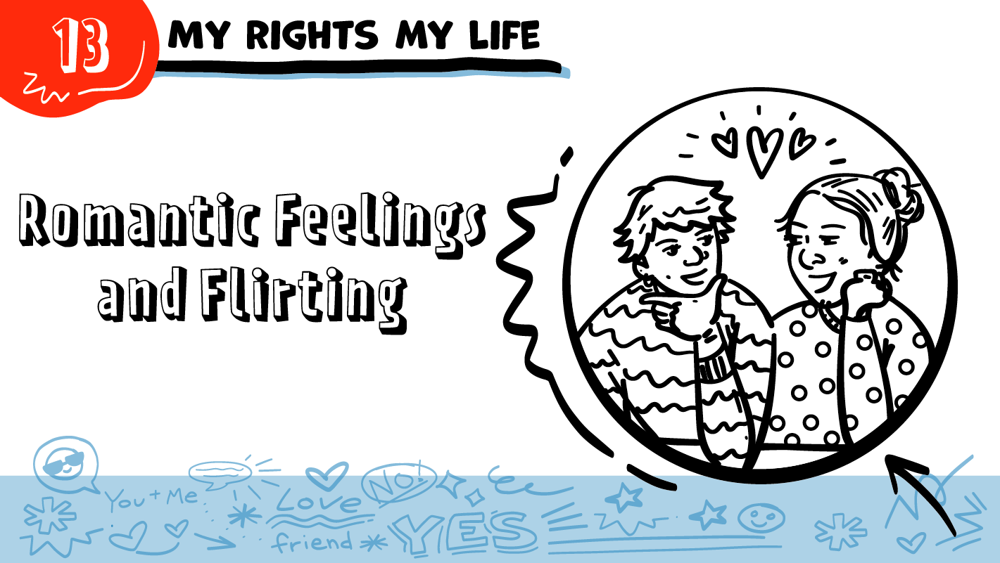 13
MY RIGHTS MY LIFE
Romantic Feelings
and Flirting
You+Me
Love
NO!
friend
YES
NO